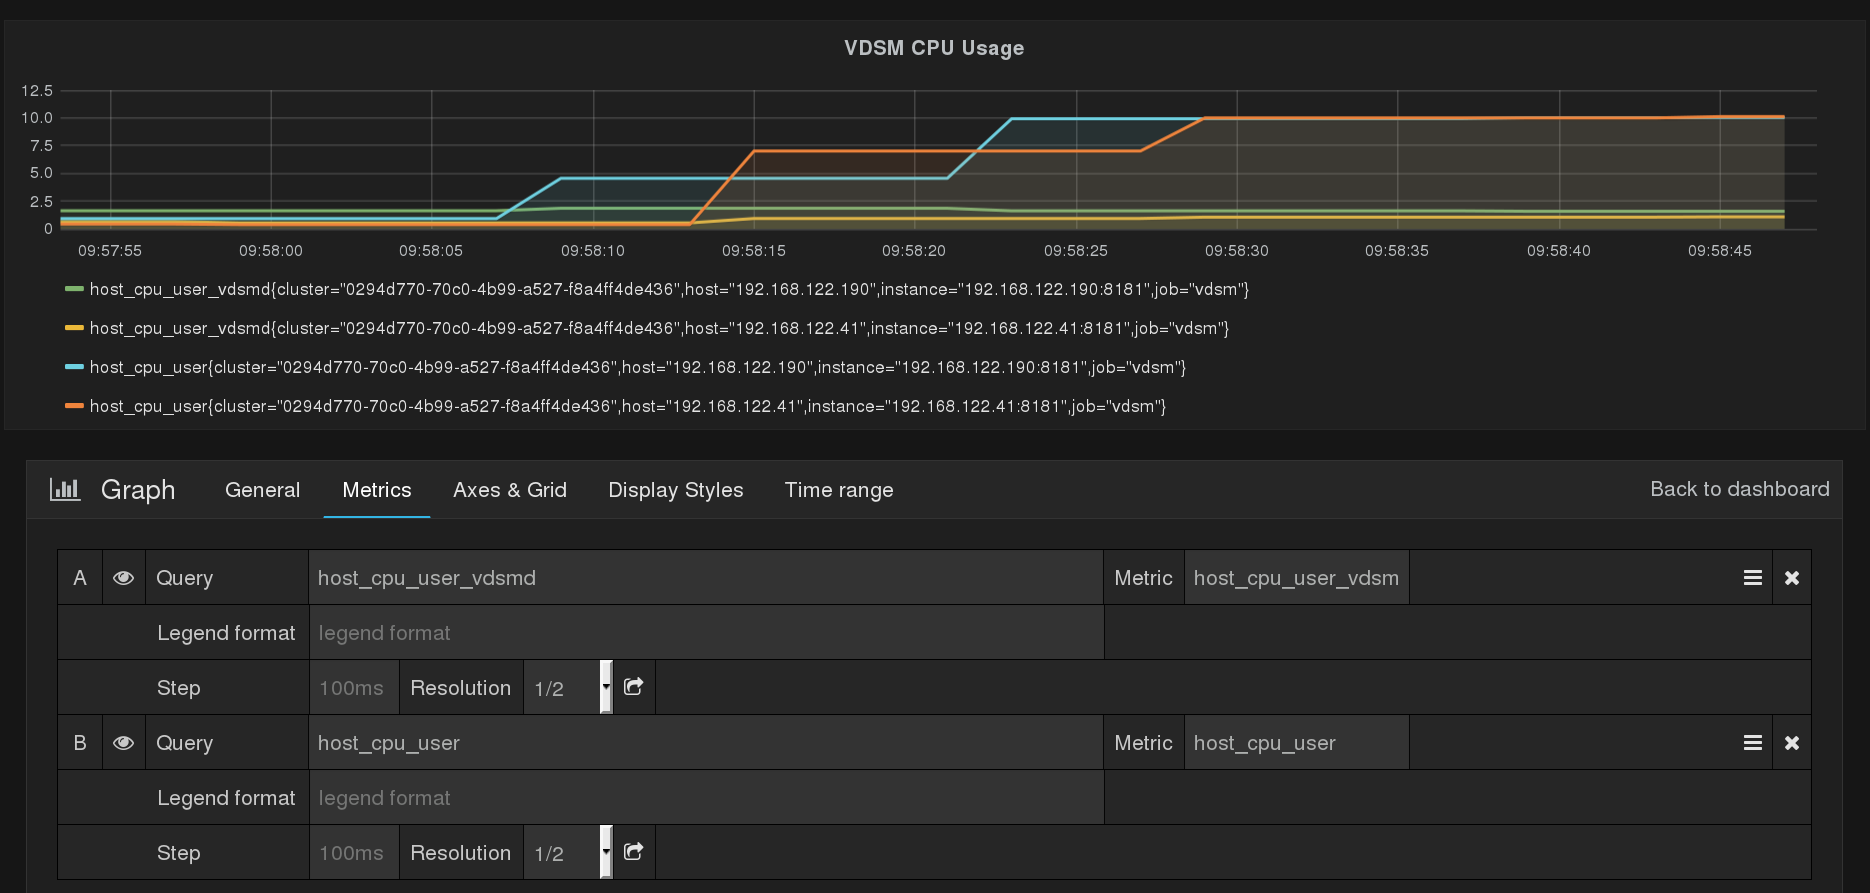 VDSM CPU Usage
12.5
10.0
7.5
5.0
2.5
0
09:57:55 09:58:00 09:58:05 09:58:10 09:58:15 09:58:20 09:58:25 09:58:30 09:58:35 09:58:40 09:58:45
host_cpu_user_vdsmd{cluster="0294d770-70c0-4b99-a527-f8a4ff4de436",host="192.168.122.190",instance="192.168.122.190:8181",job="vdsm"}
host_cpu_user_vdsmd{cluster="0294d770-70c0-4b99-a527-f8a4ff4de436",host="192.168.122.41",instance="192.168.122.41:8181",job="vdsm"}
host_cpu_user{cluster="0294d770-70c0-4b99-a527-f8a4ff4de436",host="192.168.122.190",instance="192.168.122.190:8181",job="vdsm"}
host_cpu_user{cluster="0294d770-70c0-4b99-a527-f8a4ff4de436",host="192.168.122.41",instance="192.168.122.41:8181",job="vdsm"}
Graph General Metrics Axes & Grid Display Styles Time range Back to dashboard
A Query host_cpu_user_vdsmd Metric host_cpu_user_vdsm
Legend format legend format
Step 100ms Resolution 1/2
B Query host_cpu_user Metric host_cpu_user
Legend format legend format
Step 100ms Resolution 1/2